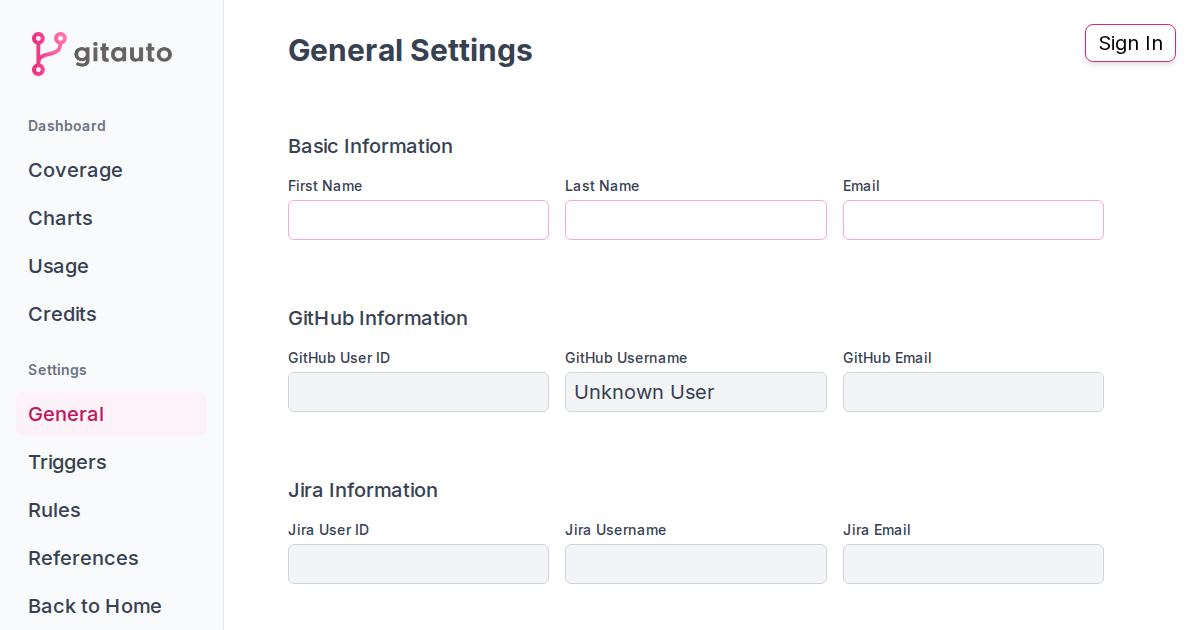 gitauto
Dashboard
Coverage
Charts
Usage
Credits
Settings
General
Triggers
Rules
References
Back to Home
General Settings
Sign In
Basic Information
First Name Last Name Email
GitHub Information
GitHub User ID GitHub Username GitHub Email
Unknown User
Jira Information
Jira User ID Jira Username Jira Email